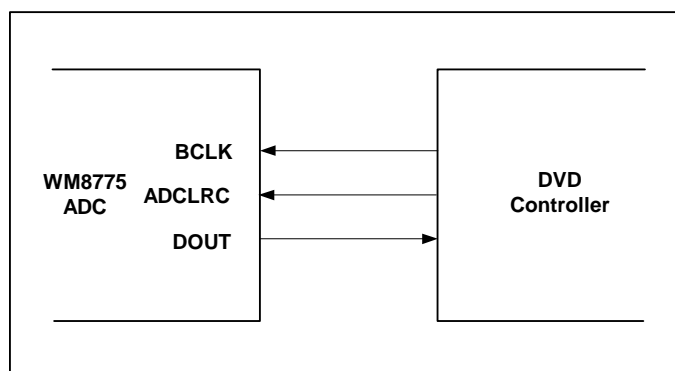 BCLK
WM8775
ADC
ADCLRC
DOUT
DVD
Controller